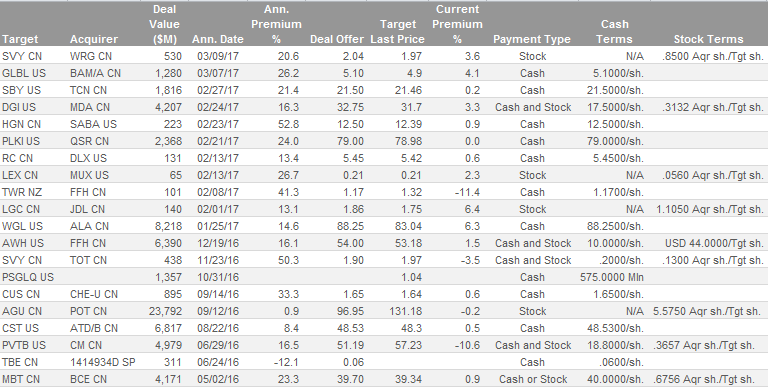 Deal Ann. Current
Value Premium Target Premium Cash
Target Acquirer ($M) Ann. Date % Deal Offer Last Price % Payment Type Terms Stock Terms
SVY CN WRG CN 530 03/09/17 20.6 2.04 1.97 3.6 Stock N/A .8500 Aqr sh./Tgt sh.
GLBL US BAM/A CN 1,280 03/07/17 26.2 5.10 4.9 4.1 Cash 5.1000/sh.
SBY US TCN CN 1,816 02/27/17 21.4 21.50 21.46 0.2 Cash 21.5000/sh.
DGI US MDA CN 4,207 02/24/17 16.3 32.75 31.7 3.3 Cash and Stock 17.5000/sh. .3132 Aqr sh./Tgt sh.
HGN CN SABA US 223 02/23/17 52.8 12.50 12.39 0.9 Cash 12.5000/sh.
PLKI US QSR CN 2,368 02/21/17 24.0 79.00 78.98 0.0 Cash 79.0000/sh.
RC CN DLX US 131 02/13/17 13.4 5.45 5.42 0.6 Cash 5.4500/sh.
LEX CN MUX US 65 02/13/17 26.7 0.21 0.21 2.3 Stock N/A .0560 Aqr sh./Tgt sh.
TWR NZ FFH CN 101 02/08/17 41.3 1.17 1.32 -11.4 Cash 1.1700/sh.
LGC CN JDL CN 140 02/01/17 13.1 1.86 1.75 6.4 Stock N/A 1.1050 Aqr sh./Tgt sh.
WGL US ALA CN 8,218 01/25/17 14.6 88.25 83.04 6.3 Cash 88.2500/sh.
AWH US FFH CN 6,390 12/19/16 16.1 54.00 53.18 1.5 Cash and Stock 10.0000/sh. USD 44.0000/Tgt sh.
SVY CN TOT CN 438 11/23/16 50.3 1.90 1.97 -3.5 Cash and Stock .2000/sh. .1300 Aqr sh./Tgt sh.
PSGLQ US 1,357 10/31/16 1.04 Cash 575.0000 Mln
CUS CN CHE-U CN 895 09/14/16 33.3 1.65 1.64 0.6 Cash 1.6500/sh.
AGU CN POT CN 23,792 09/12/16 0.9 96.95 131.18 -0.2 Stock N/A 5.5750 Aqr sh./Tgt sh.
CST US ATD/B CN 6,817 08/22/16 8.4 48.53 48.3 0.5 Cash 48.5300/sh.
PVTB US CM CN 4,979 06/29/16 16.5 51.19 57.23 -10.6 Cash and Stock 18.8000/sh. .3657 Aqr sh./Tgt sh.
TBE CN 1414934D SP 311 06/24/16 -12.1 0.06 Cash .0600/sh.
MBT CN BCE CN 4,171 05/02/16 23.3 39.70 39.34 0.9 Cash or Stock 40.0000/sh. .6756 Aqr sh./Tgt sh.